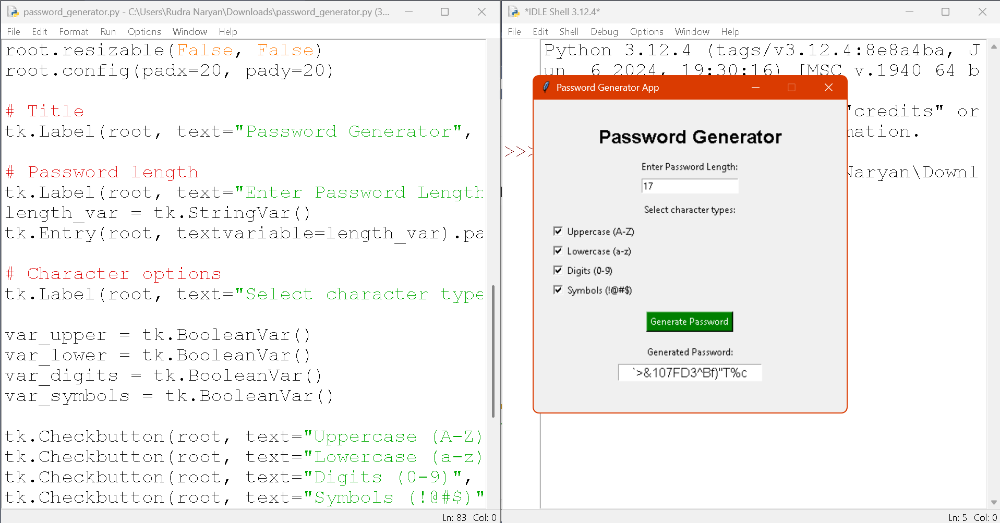 password_generator.py - C:\Users\Rudra Naryan\Downloads\password_generator.py (3...
File Edit Format Run Options Window Help
root.resizable(False, False)
root.config(padx=20, pady=20)
# Title
tk.Label(root, text="Password Generator",
# Password length
tk.Label(root, text="Enter Password Length
length_var = tk.StringVar()
tk.Entry(root, textvariable=length_var).pa
# Character options
tk.Label(root, text="Select character type
var_upper = tk.BooleanVar()
var_lower = tk.BooleanVar()
var_digits = tk.BooleanVar()
var_symbols = tk.BooleanVar()
tk.Checkbutton(root, text="Uppercase (A-Z)
tk.Checkbutton(root, text="Lowercase (a-z)
tk.Checkbutton(root, text="Digits (0-9)",
tk.Checkbutton(root, text="Symbols (!@#$)"
Ln: 83 Col: 0
*IDLE Shell 3.12.4*
File Edit Shell Debug Options Window Help
Python 3.12.4 (tags/v3.12.4:8e8a4ba, J
un 6 2024, 19:30:16) [MSC v.1940 64 b
"credits" or
mation.
>>>
Naryan\Downl
Password Generator App
Password Generator
Enter Password Length:
17
Select character types:
Uppercase (A-Z)
Lowercase (a-z)
Digits (0-9)
Symbols (!@#$)
Generate Password
Generated Password:
`>&107FD3^Bf)"T%c
Ln: 5 Col: 0